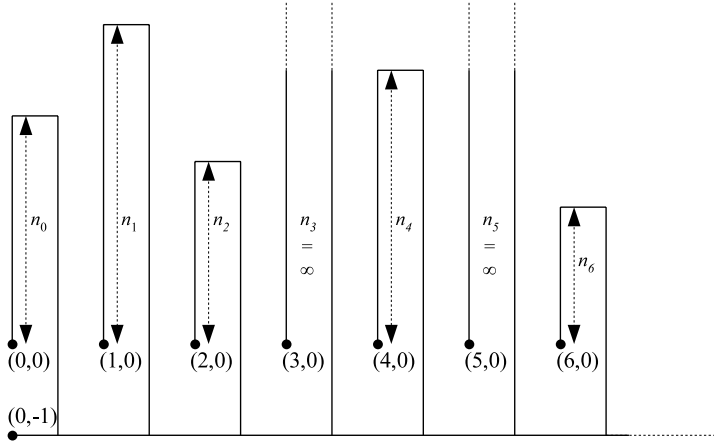 n₀ n₁ n₂ n₃ = ∞ n₄ n₅ = ∞ n₆
(0,0) (1,0) (2,0) (3,0) (4,0) (5,0) (6,0)
(0,-1)